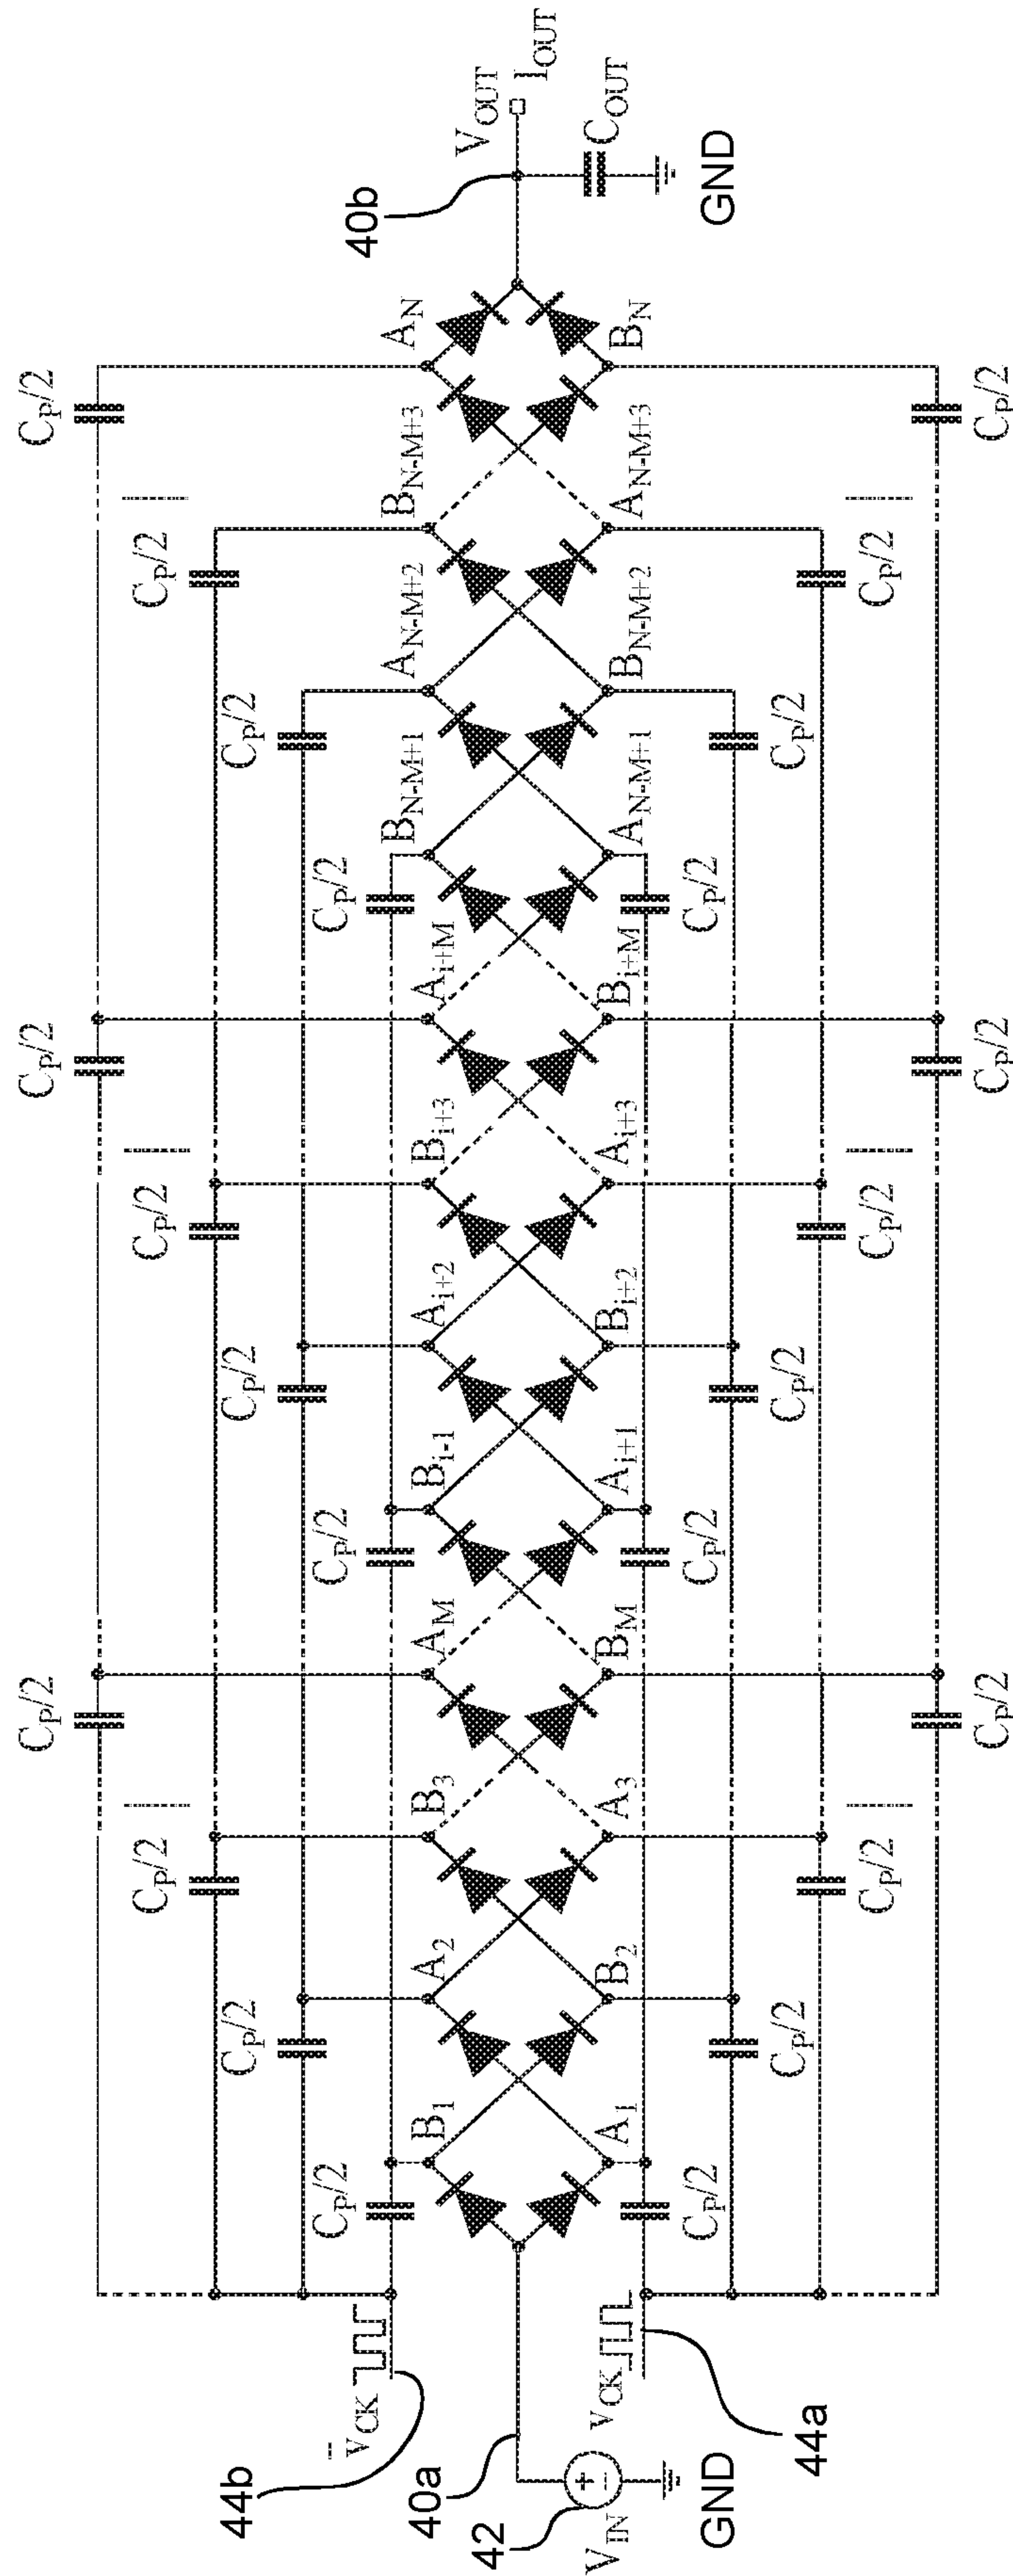 C_P/2 C_P/2 C_P/2
C_P/2 C_P/2 C_P/2
C_P/2 C_P/2 C_P/2
C_P/2 C_P/2 C_P/2
44b
V̄_CK
B_1 A_2 B_3 A_M B_i-1 A_i+2 B_i+3 A_i+M B_N-M+1 A_N-M+2 B_N-M+3 A_N
40b
V_OUT
I_OUT
40a
42
+
−
V_IN
GND
C_OUT
GND
V_CK
A_1 B_2 A_3 B_M A_i+1 B_i+2 A_i+3 B_i+M A_N-M+1 B_N-M+2 A_N-M+3 B_N
44a
C_P/2 C_P/2 C_P/2
C_P/2 C_P/2 C_P/2
C_P/2 C_P/2 C_P/2
C_P/2 C_P/2 C_P/2